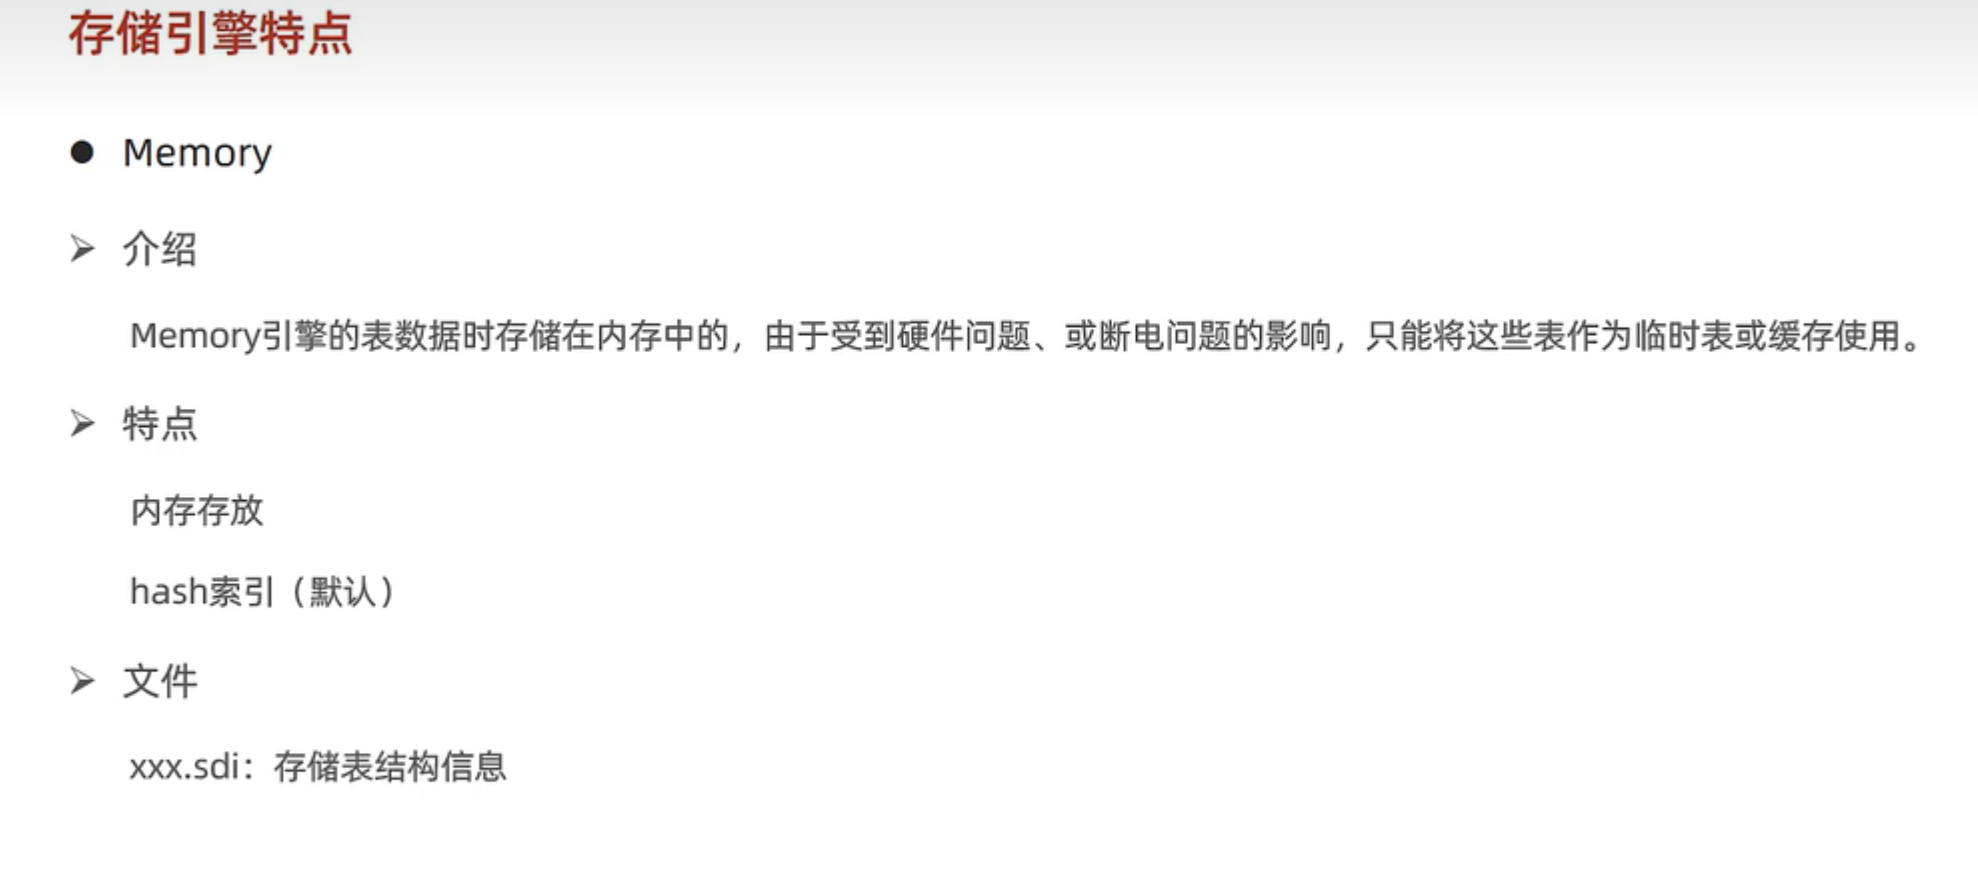 存储引擎特点
Memory
介绍
Memory引擎的表数据时存储在内存中的，由于受到硬件问题、或断电问题的影响，只能将这些表作为临时表或缓存使用。
特点
内存存放
hash索引（默认）
文件
xxx.sdi：存储表结构信息